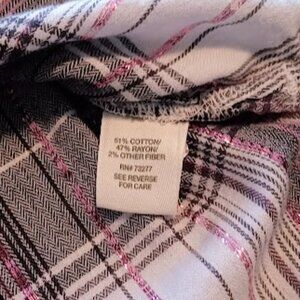 51% COTTON/
47% RAYON/
2% OTHER FIBER
RN# 73277
SEE REVERSE
FOR CARE